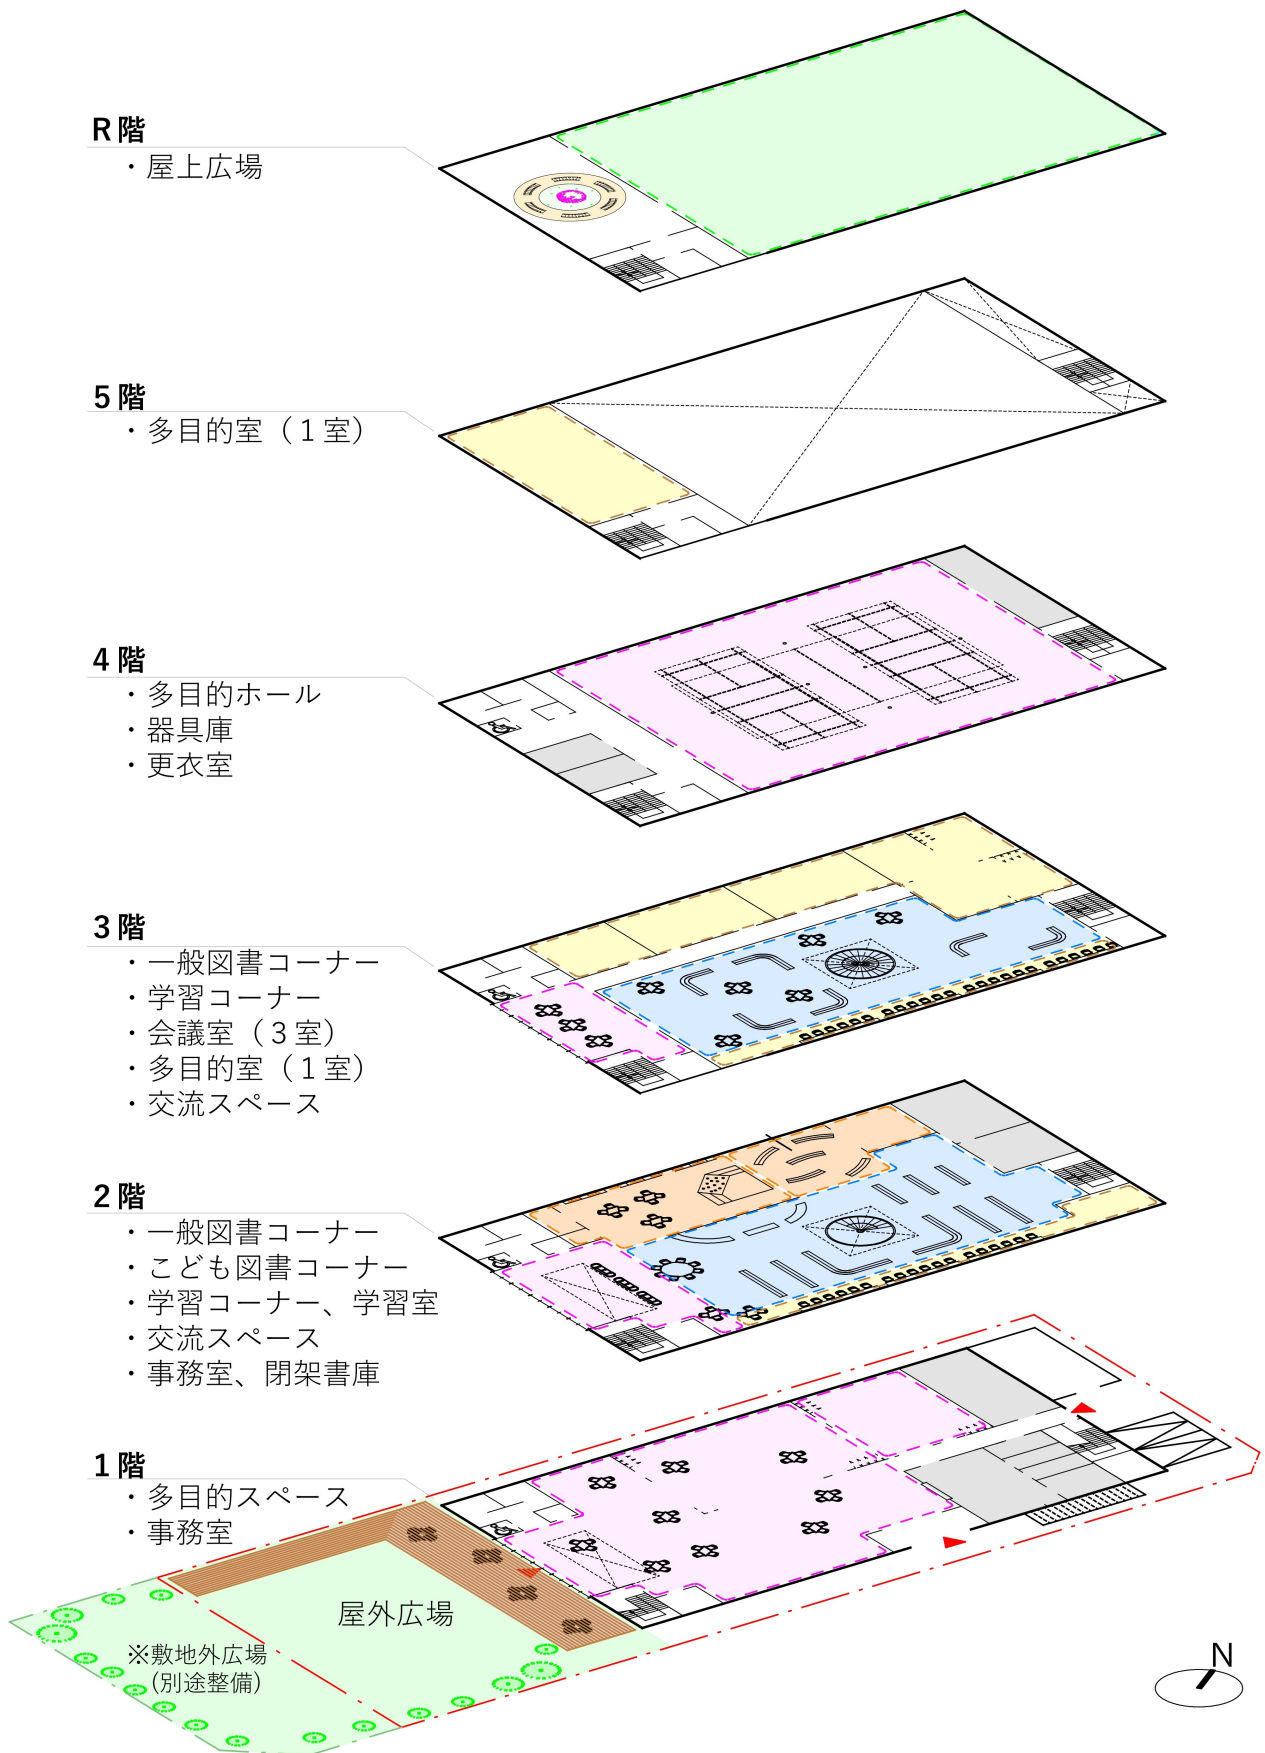 R階
・屋上広場
5階
・多目的室（1室）
4階
・多目的ホール
・器具庫
・更衣室
3階
・一般図書コーナー
・学習コーナー
・会議室（3室）
・多目的室（1室）
・交流スペース
2階
・一般図書コーナー
・こども図書コーナー
・学習コーナー、学習室
・交流スペース
・事務室、閉架書庫
1階
・多目的スペース
・事務室
屋外広場
※敷地外広場
(別途整備)
N